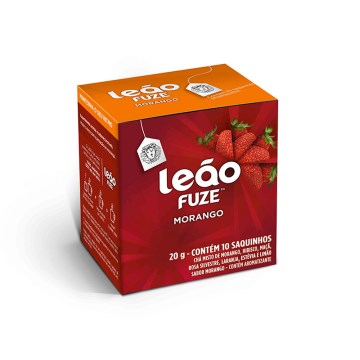 leão
FUZE
MORANGO
leão
FUZE™
MORANGO
20 g - CONTÉM 10 SAQUINHOS
CHÁ MISTO DE MORANGO, HIBISCO, MAÇÃ,
ROSA SILVESTRE, LARANJA, ESTÉVIA E LIMÃO
SABOR MORANGO - CONTÉM AROMATIZANTE